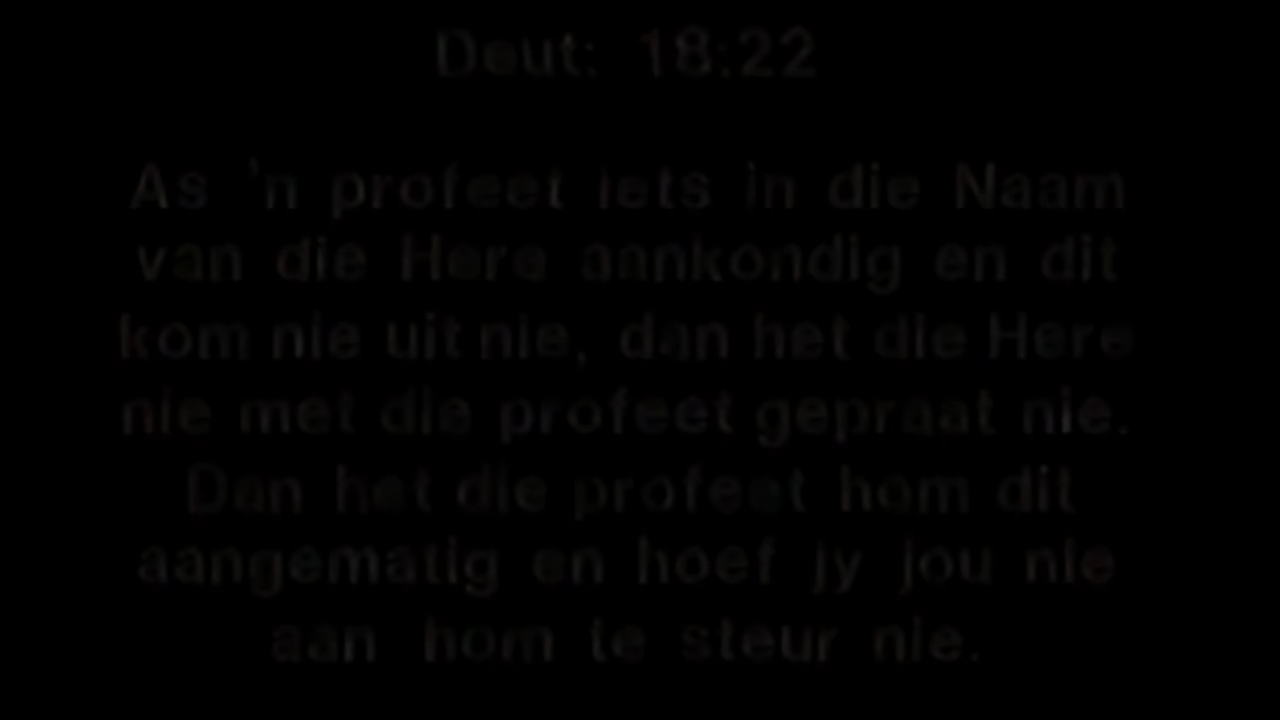 Deut: 18:22
As 'n profeet iets in die Naam
van die Here aankondig en dit
kom nie uit nie, dan het die Here
nie met die profeet gepraat nie.
Dan het die profeet hom dit
aangematig en hoef jy jou nie
aan hom te steur nie.